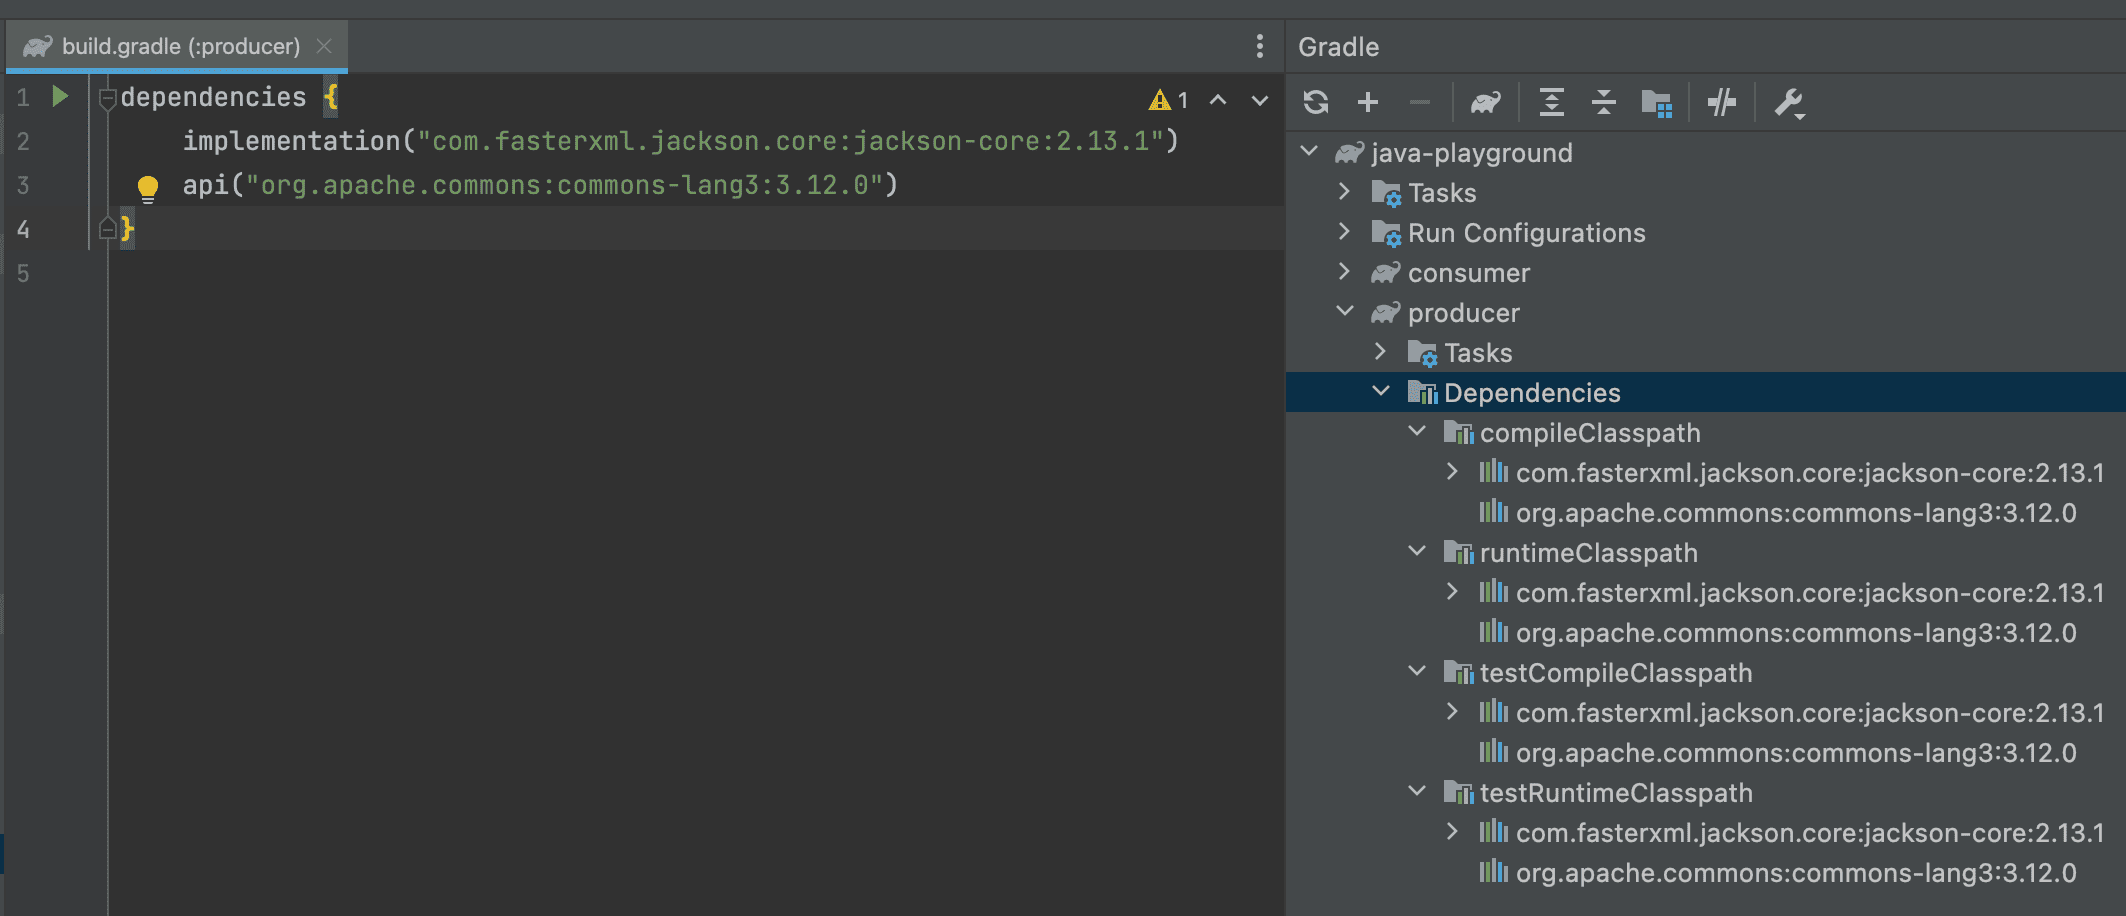 build.gradle (:producer)
1 dependencies {
2 implementation("com.fasterxml.jackson.core:jackson-core:2.13.1")
3 api("org.apache.commons:commons-lang3:3.12.0")
4 }
5
1
Gradle
java-playground
Tasks
Run Configurations
consumer
producer
Tasks
Dependencies
compileClasspath
com.fasterxml.jackson.core:jackson-core:2.13.1
org.apache.commons:commons-lang3:3.12.0
runtimeClasspath
com.fasterxml.jackson.core:jackson-core:2.13.1
org.apache.commons:commons-lang3:3.12.0
testCompileClasspath
com.fasterxml.jackson.core:jackson-core:2.13.1
org.apache.commons:commons-lang3:3.12.0
testRuntimeClasspath
com.fasterxml.jackson.core:jackson-core:2.13.1
org.apache.commons:commons-lang3:3.12.0